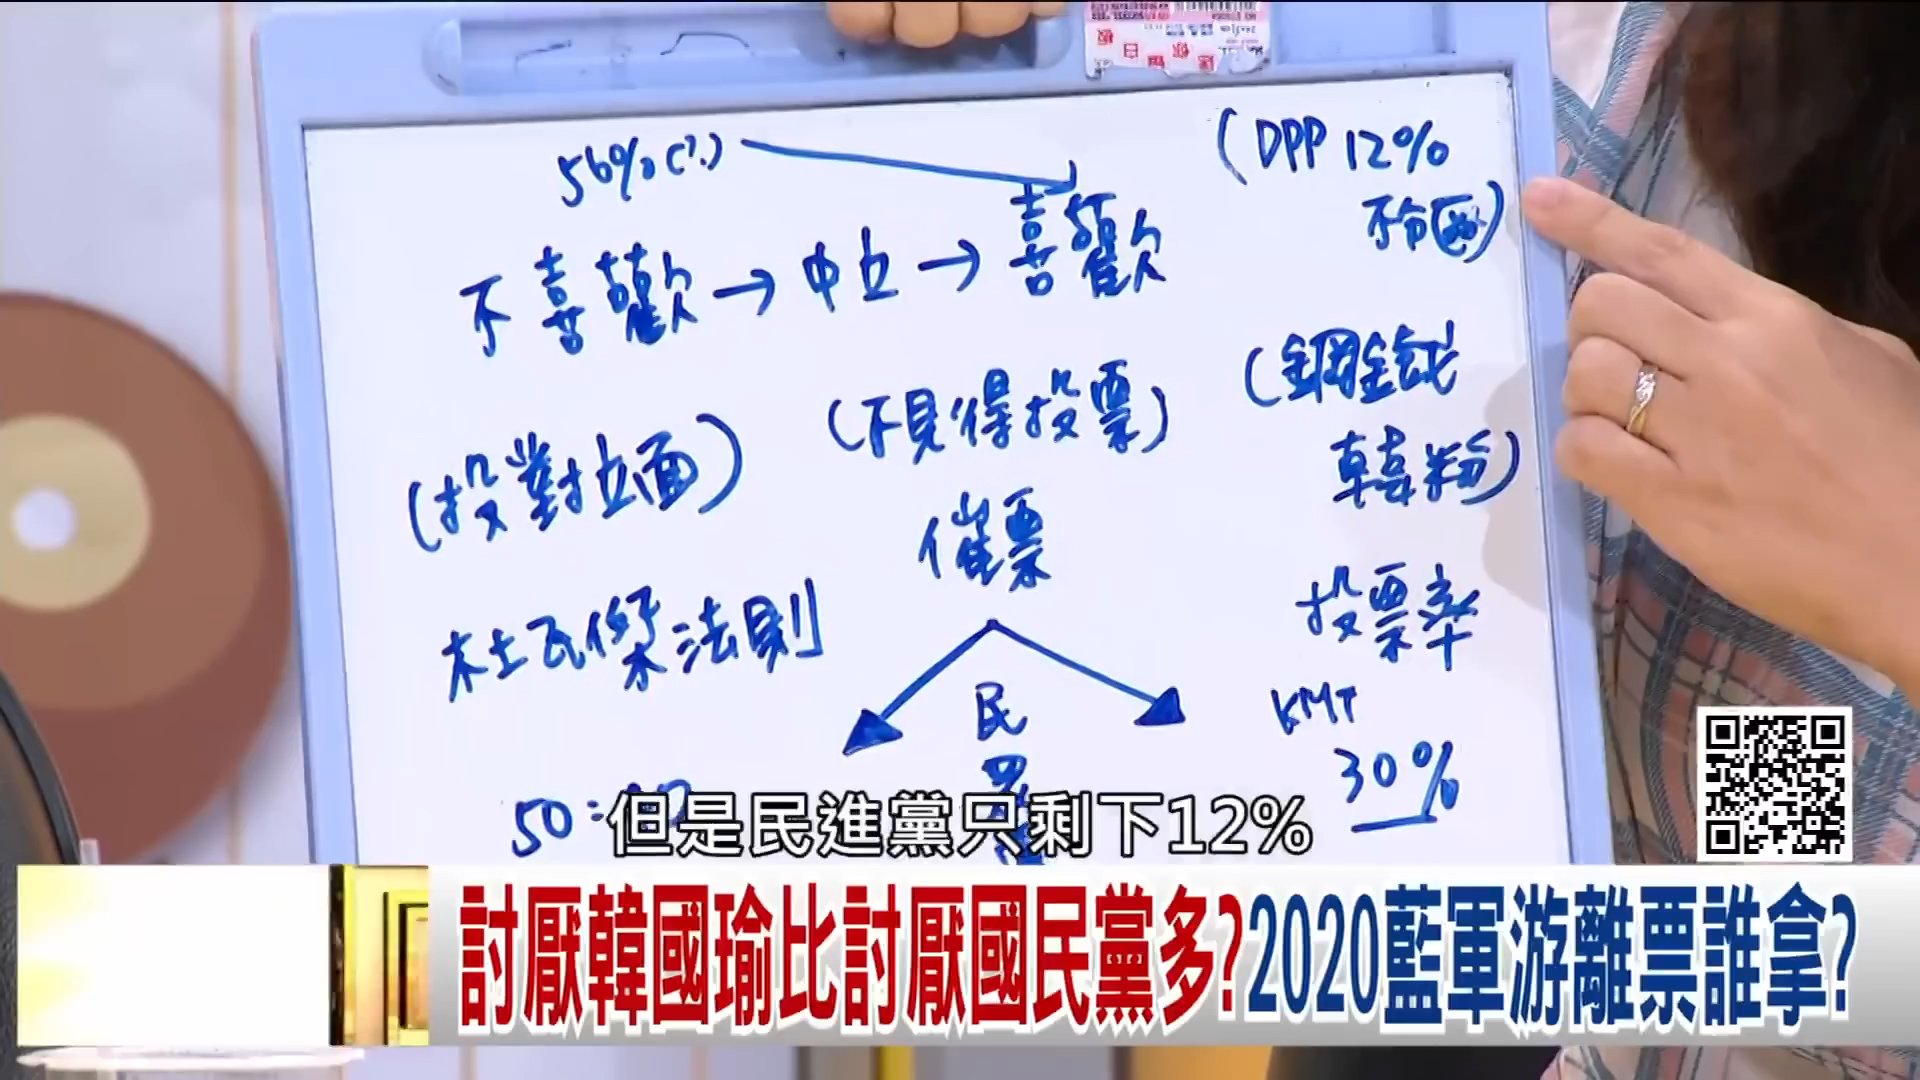 56%(?)
(DPP 12%
不分區)
不喜歡→中立→喜歡
(投對立面)
(不見得投票)
(鋼鐵
韓粉)
催票
杜瓦傑法則
投票率
民
KMT
30%
50:
但是民進黨只剩下12%
討厭韓國瑜比討厭國民黨多?2020藍軍游離票誰拿?